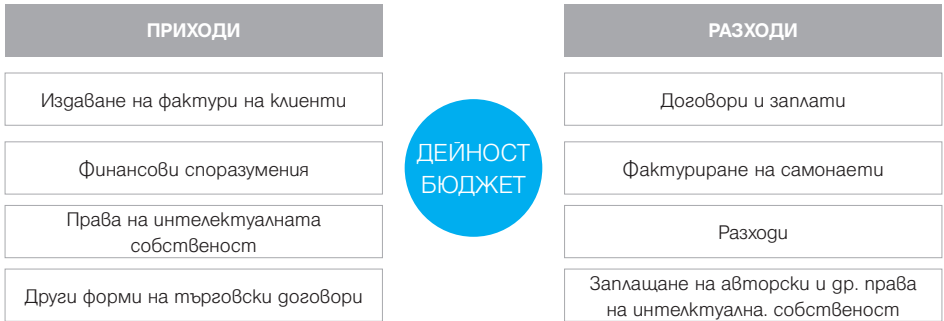 ПРИХОДИ
Издаване на фактури на клиенти
Финансови споразумения
Права на интелектуалната
собственост
Други форми на търговски договори
ДЕЙНОСТ
БЮДЖЕТ
РАЗХОДИ
Договори и заплати
Фактуриране на самонаети
Разходи
Заплащане на авторски и др. права
на интелктуална. собственост